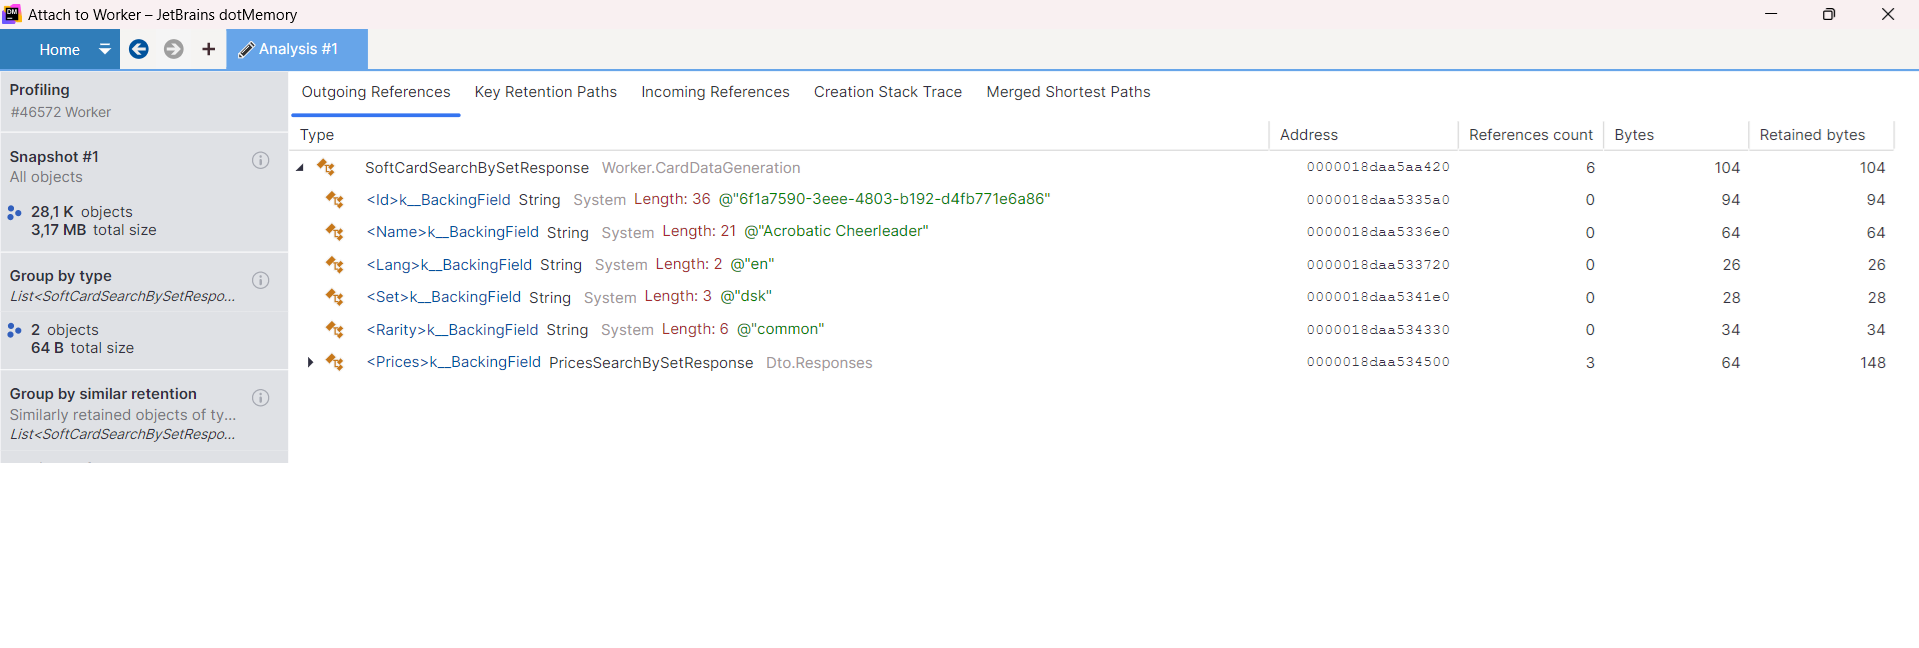 Attach to Worker – JetBrains dotMemory
Home
Analysis #1
Profiling
#46572 Worker
Snapshot #1
All objects
28,1 K objects
3,17 MB total size
Group by type
List<SoftCardSearchBySetRespo...
2 objects
64 B total size
Group by similar retention
Similarly retained objects of ty...
List<SoftCardSearchBySetRespo...
Outgoing References Key Retention Paths Incoming References Creation Stack Trace Merged Shortest Paths
Type Address References count Bytes Retained bytes
SoftCardSearchBySetResponse Worker.CardDataGeneration 0000018daa5aa420 6 104 104
<Id>k__BackingField String System Length: 36 @"6f1a7590-3eee-4803-b192-d4fb771e6a86" 0000018daa5335a0 0 94 94
<Name>k__BackingField String System Length: 21 @"Acrobatic Cheerleader" 0000018daa5336e0 0 64 64
<Lang>k__BackingField String System Length: 2 @"en" 0000018daa533720 0 26 26
<Set>k__BackingField String System Length: 3 @"dsk" 0000018daa5341e0 0 28 28
<Rarity>k__BackingField String System Length: 6 @"common" 0000018daa534330 0 34 34
<Prices>k__BackingField PricesSearchBySetResponse Dto.Responses 0000018daa534500 3 64 148